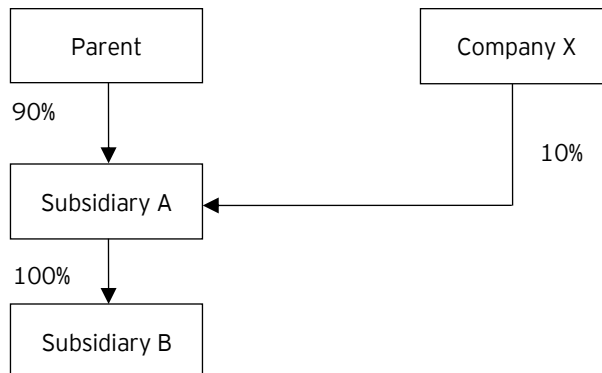 Parent
Company X
90%
10%
Subsidiary A
100%
Subsidiary B